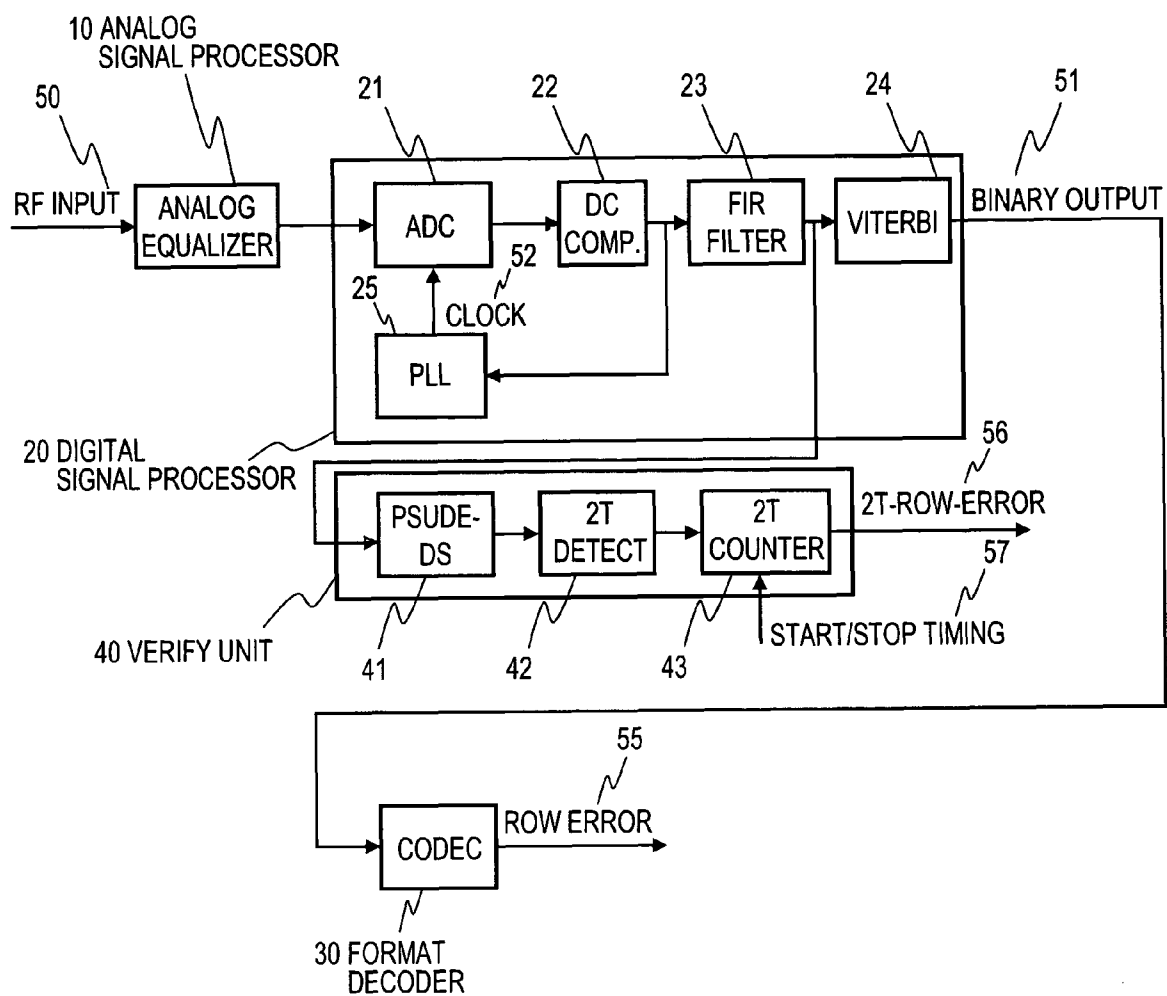 10 ANALOG
SIGNAL PROCESSOR
50
21
22
23
24
51
RF INPUT
ANALOG
EQUALIZER
ADC
DC
COMP.
FIR
FILTER
VITERBI
BINARY OUTPUT
52
25
CLOCK
PLL
20 DIGITAL
SIGNAL PROCESSOR
56
PSUDE-
DS
2T
DETECT
2T
COUNTER
2T-ROW-ERROR
57
40 VERIFY UNIT
41
42
43
START/STOP TIMING
55
CODEC
ROW ERROR
30 FORMAT
DECODER